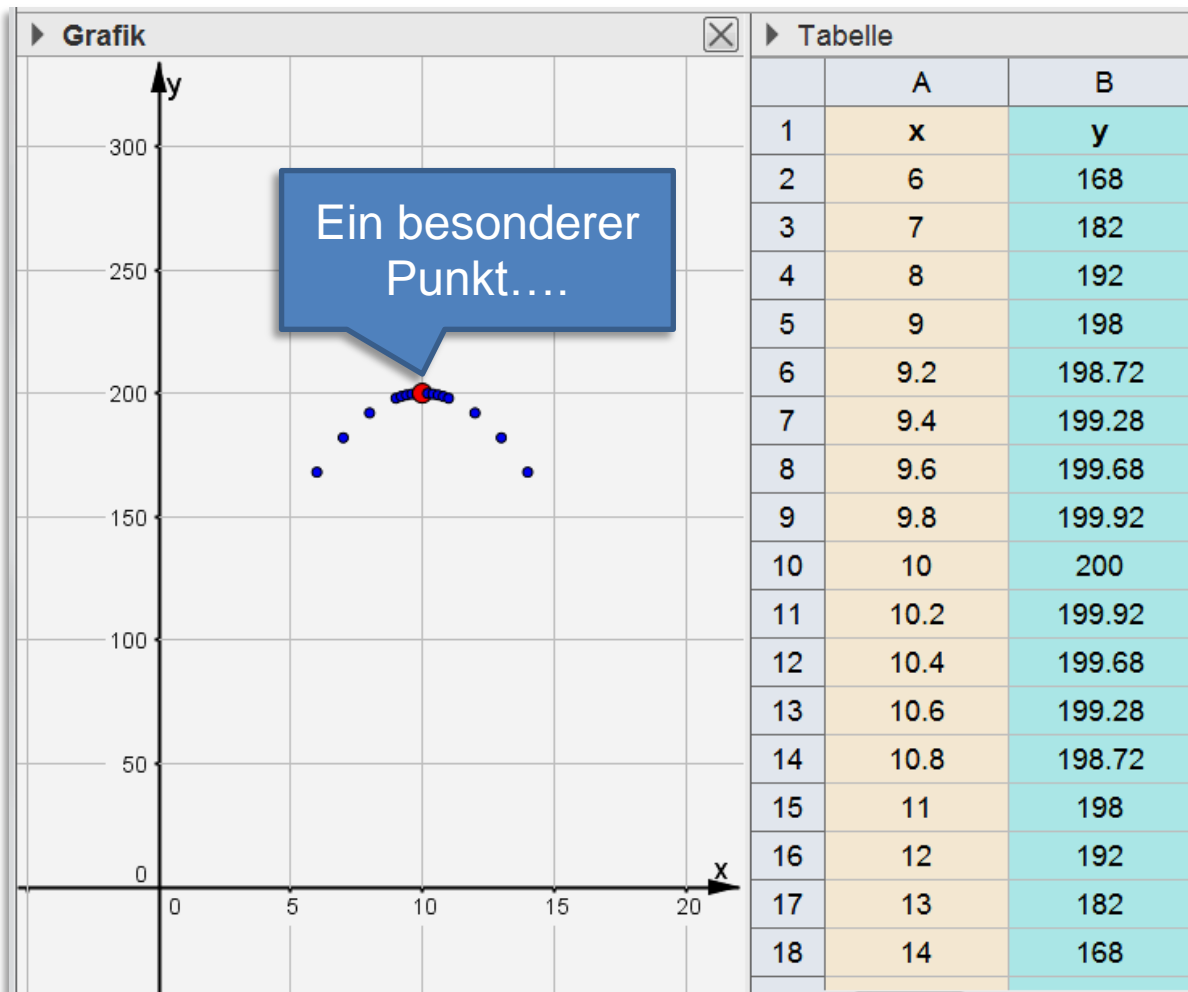 Grafik
y
300
250
200
150
100
50
0
0 5 10 15 20
x
Ein besonderer
Punkt….
Tabelle
A B
1 x y
2 6 168
3 7 182
4 8 192
5 9 198
6 9.2 198.72
7 9.4 199.28
8 9.6 199.68
9 9.8 199.92
10 10 200
11 10.2 199.92
12 10.4 199.68
13 10.6 199.28
14 10.8 198.72
15 11 198
16 12 192
17 13 182
18 14 168